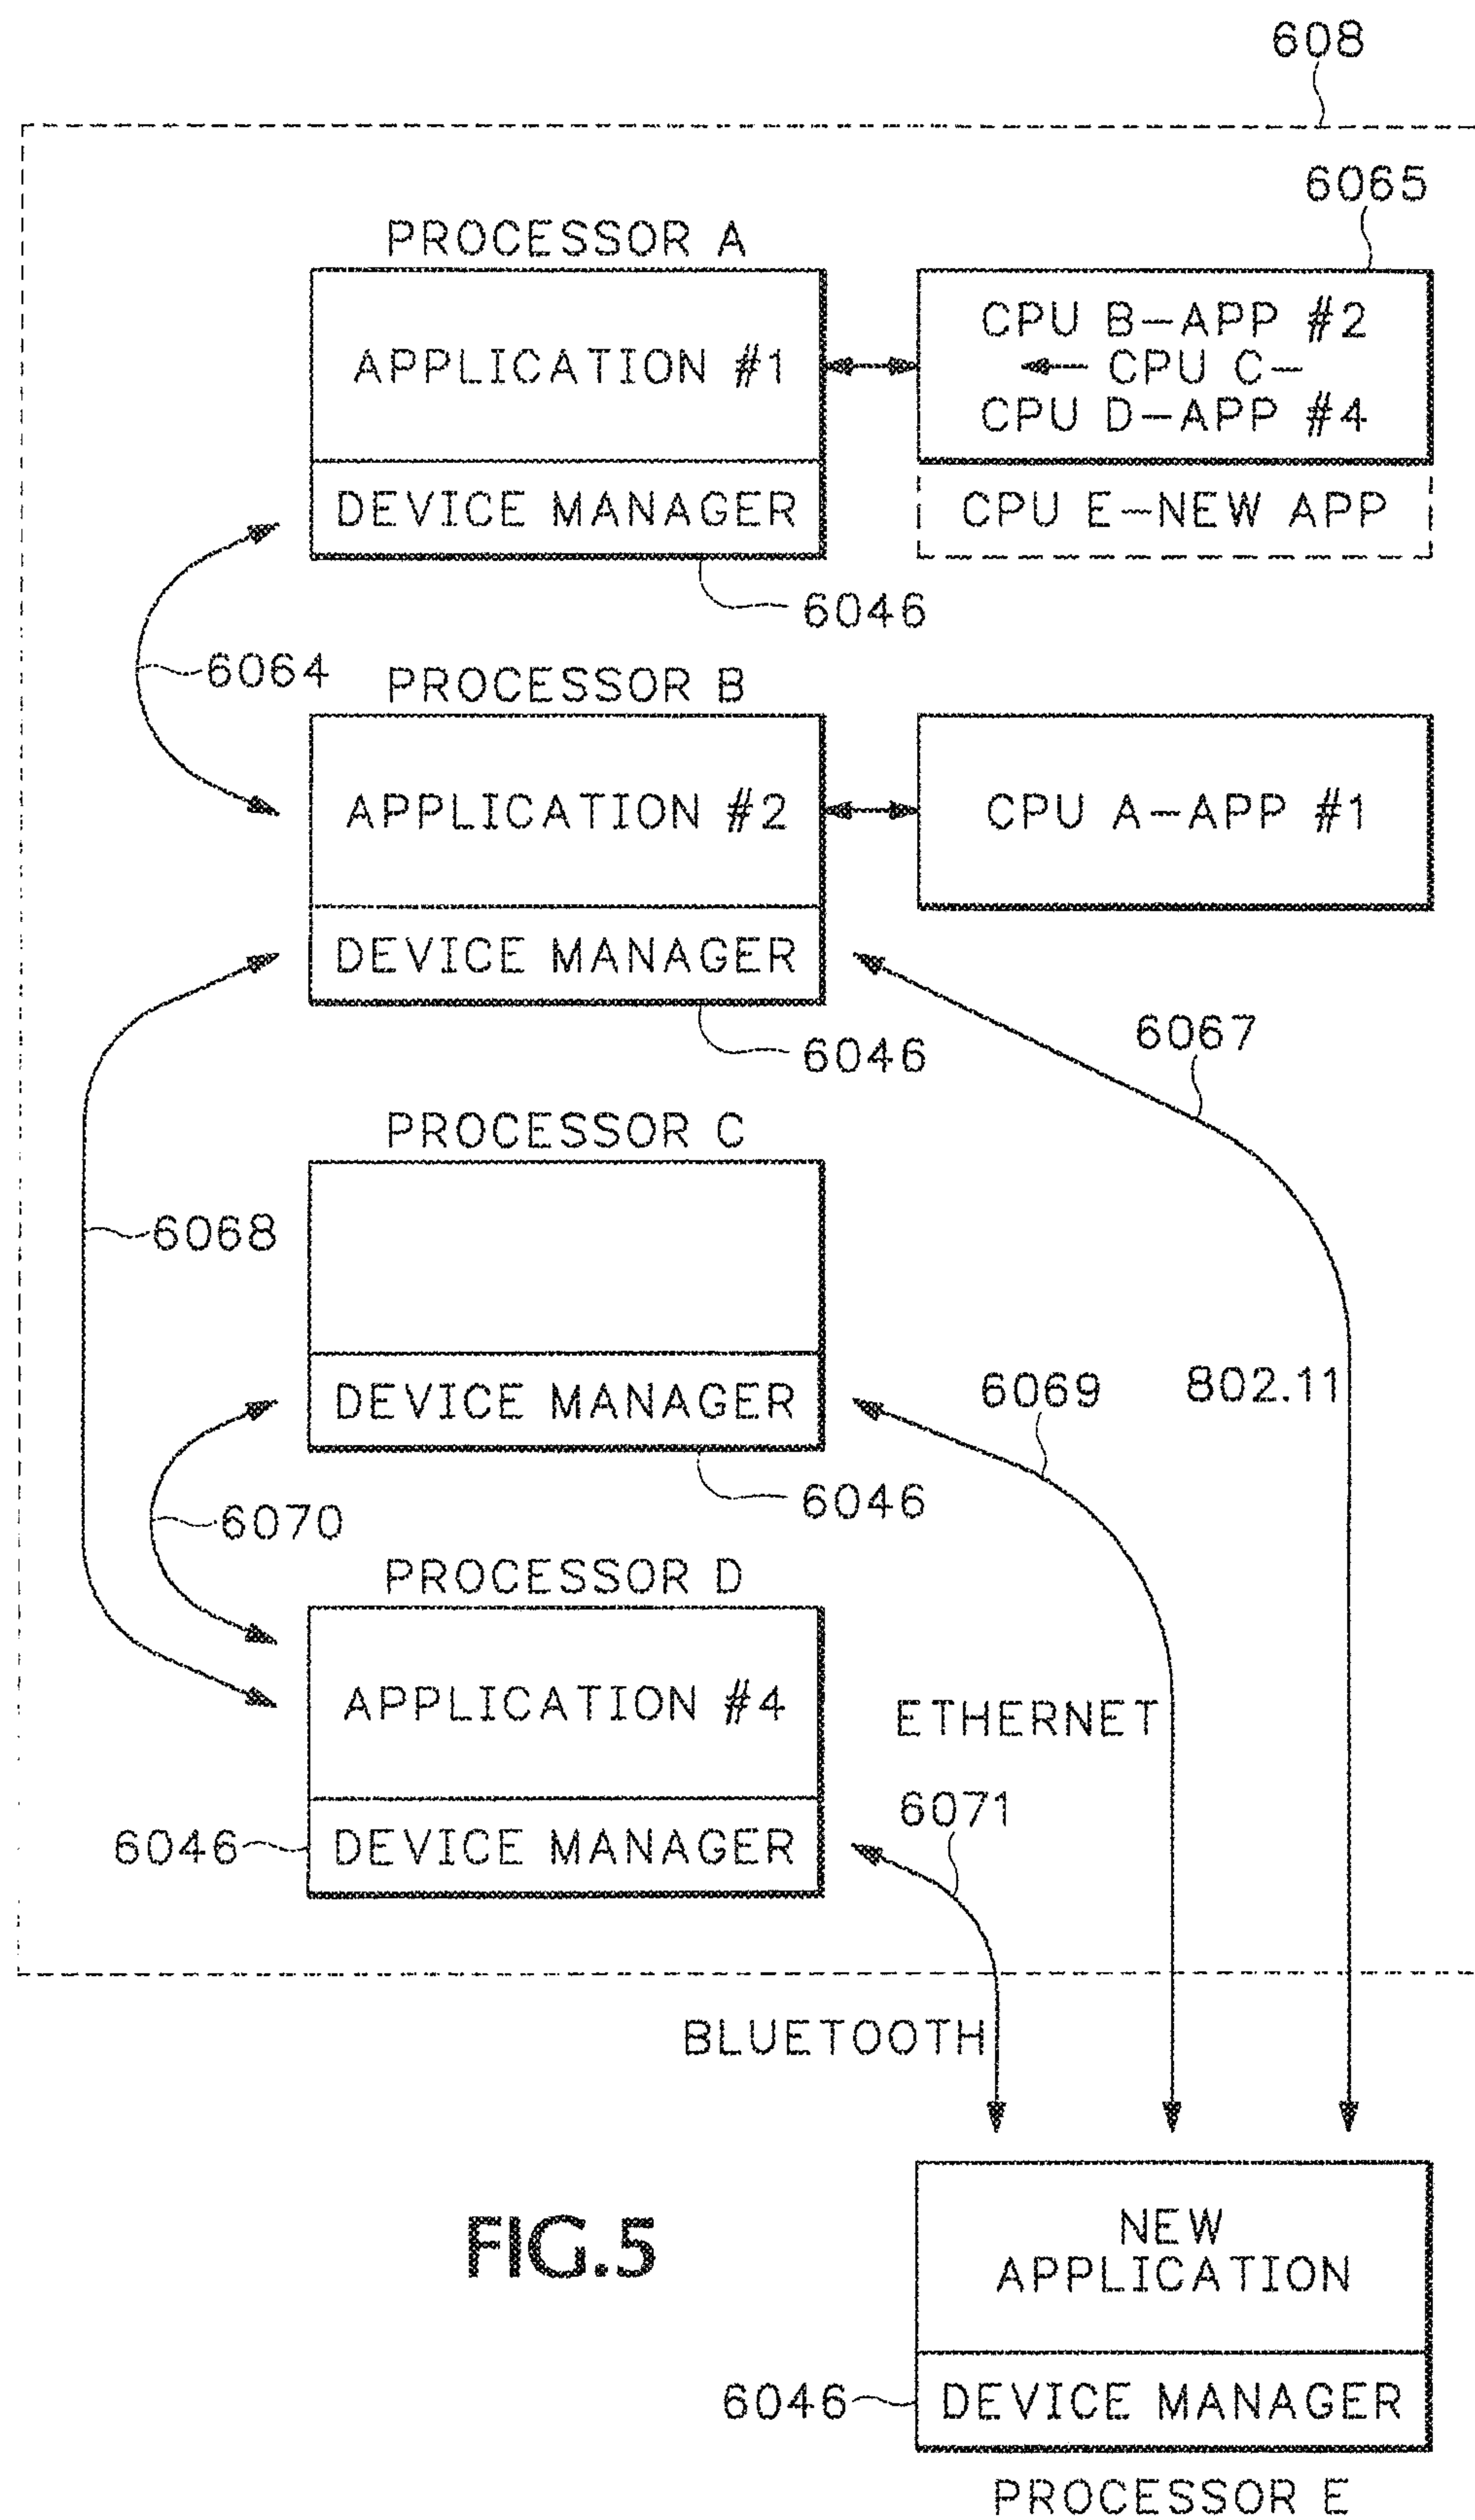 608
6065
PROCESSOR A
APPLICATION #1
DEVICE MANAGER
CPU B-APP #2
CPU C-
CPU D-APP #4
CPU E-NEW APP
6046
6064
PROCESSOR B
APPLICATION #2
DEVICE MANAGER
CPU A-APP #1
6046
6067
PROCESSOR C
6068
DEVICE MANAGER
6069
802.11
6046
6070
PROCESSOR D
APPLICATION #4
ETHERNET
6071
6046
DEVICE MANAGER
BLUETOOTH
FIG.5
NEW
APPLICATION
6046
DEVICE MANAGER
PROCESSOR E